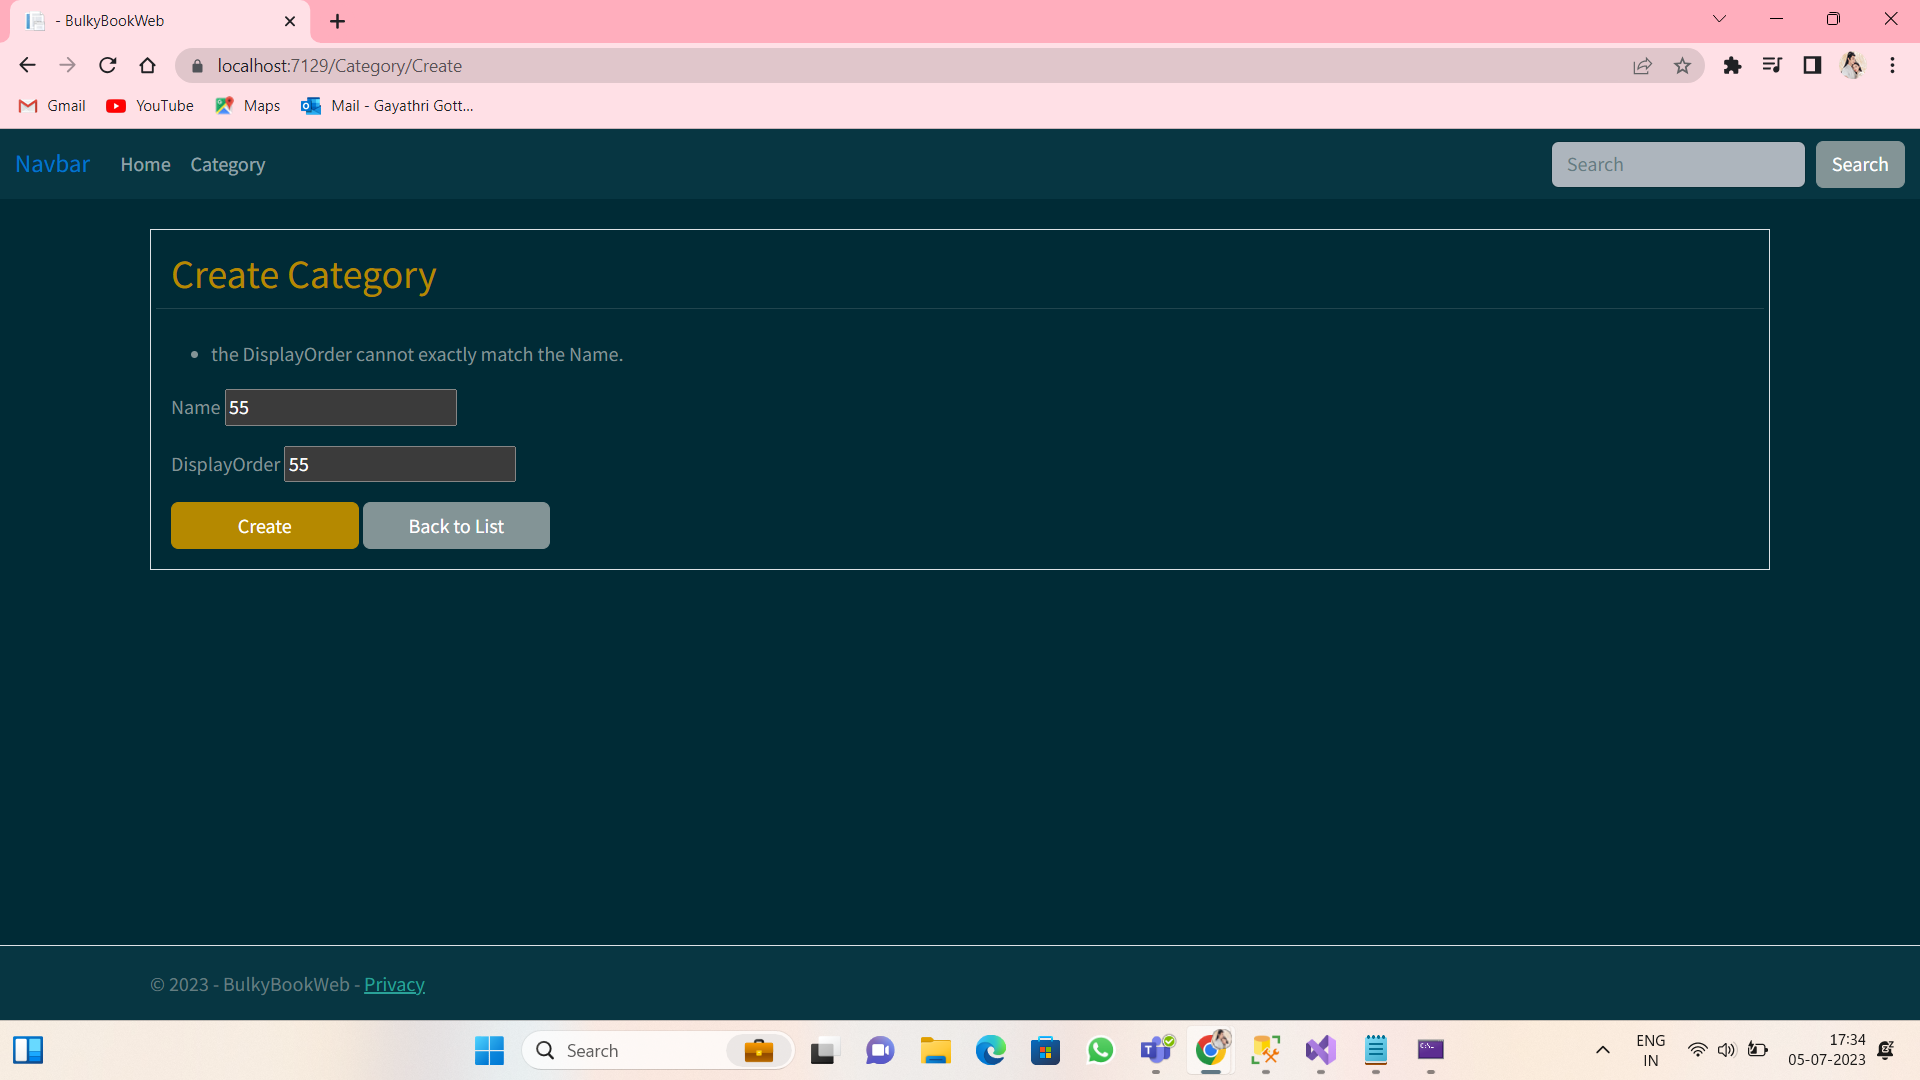 - BulkyBookWeb
localhost:7129/Category/Create
Gmail YouTube Maps Mail - Gayathri Gott...
Navbar Home Category Search Search
Create Category
the DisplayOrder cannot exactly match the Name.
Name 55
DisplayOrder 55
Create Back to List
© 2023 - BulkyBookWeb - Privacy
Search ENG 17:34
IN 05-07-2023